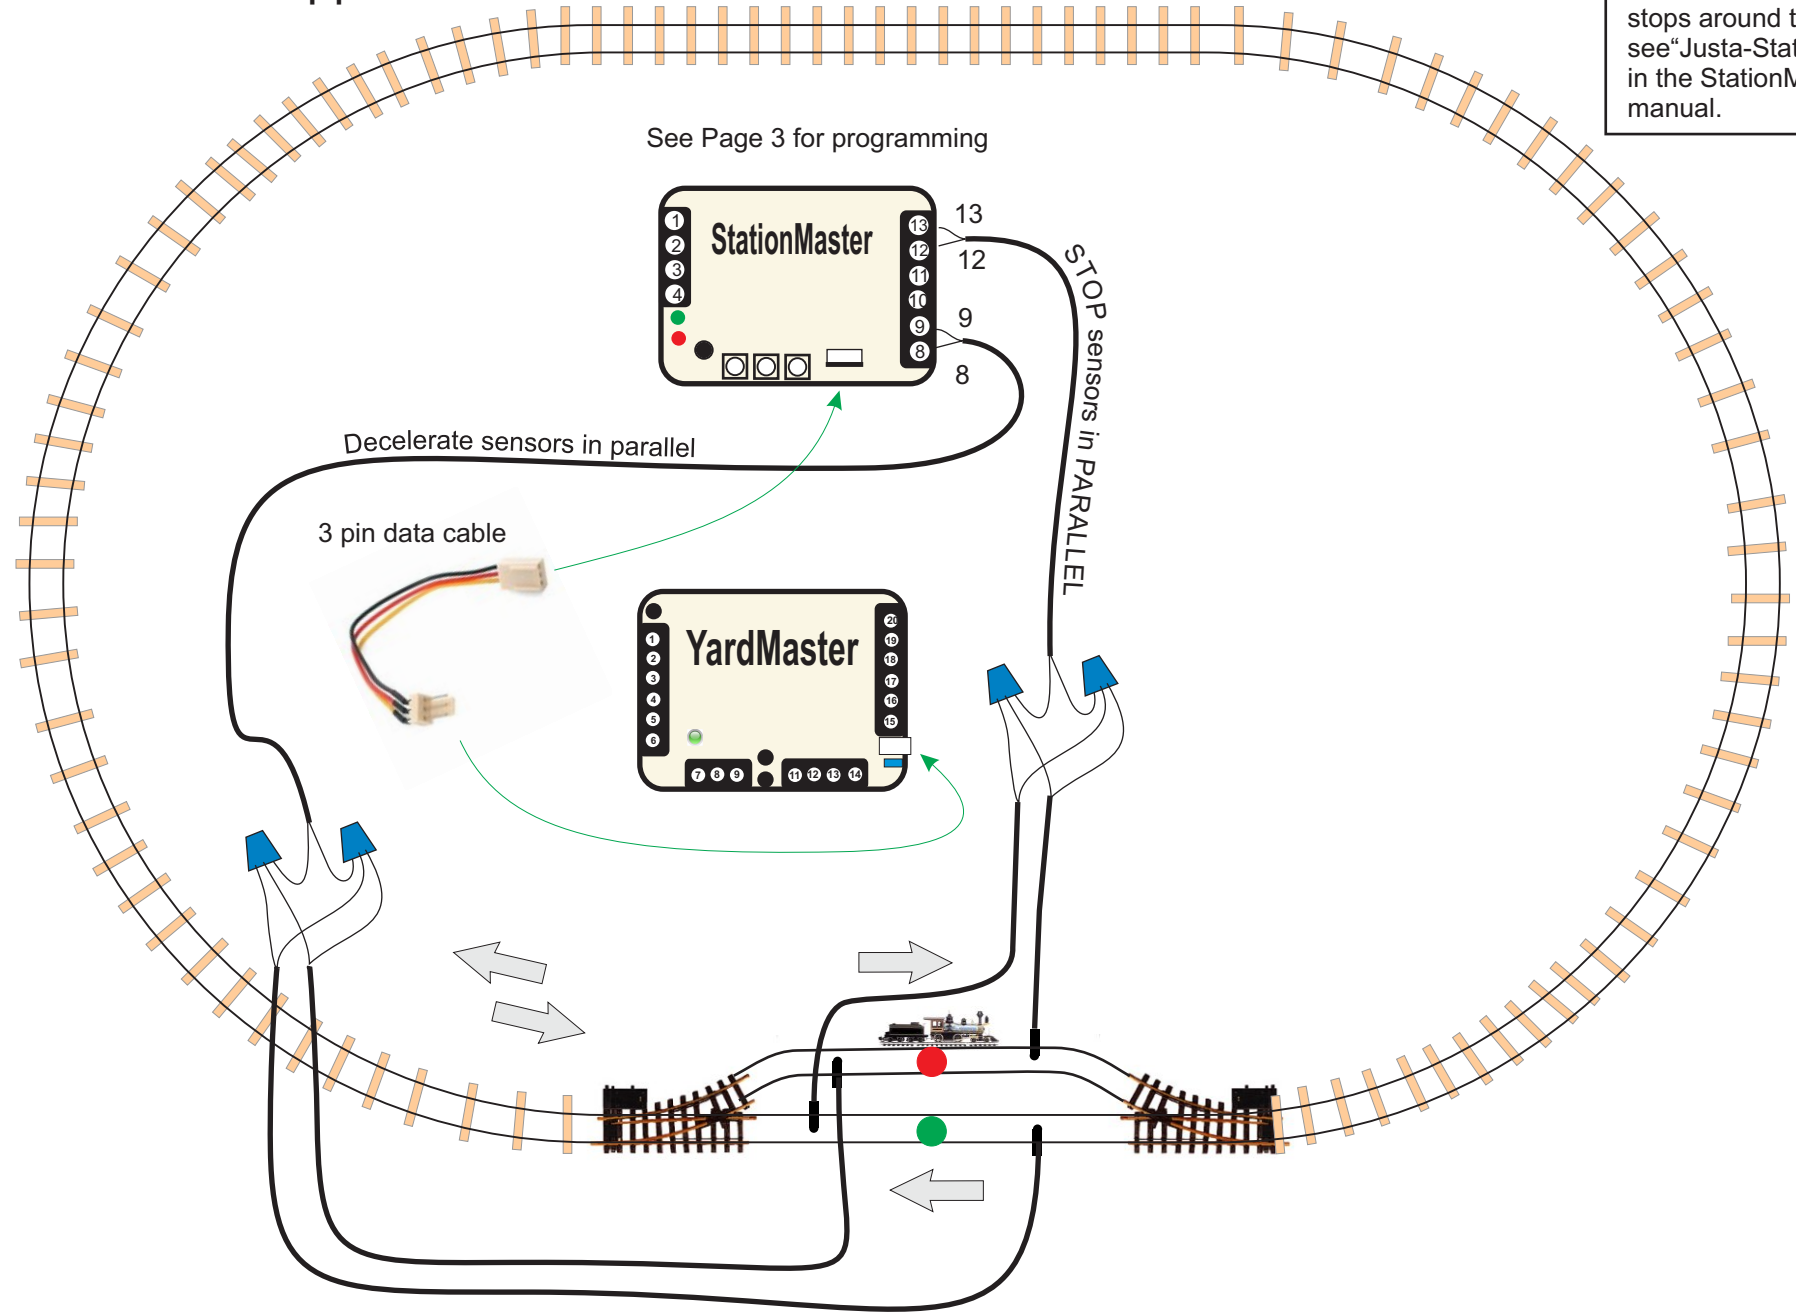 stops around t
see“Justa-Stat
in the StationM
manual.
See Page 3 for programming
StationMaster
1
2
3
4
13
12
11
10
9
8
13
12
9
8
STOP sensors in PARALLEL
Decelerate sensors in parallel
3 pin data cable
YardMaster
1
2
3
4
5
6
20
19
18
17
16
15
7 8 9
11 12 13 14